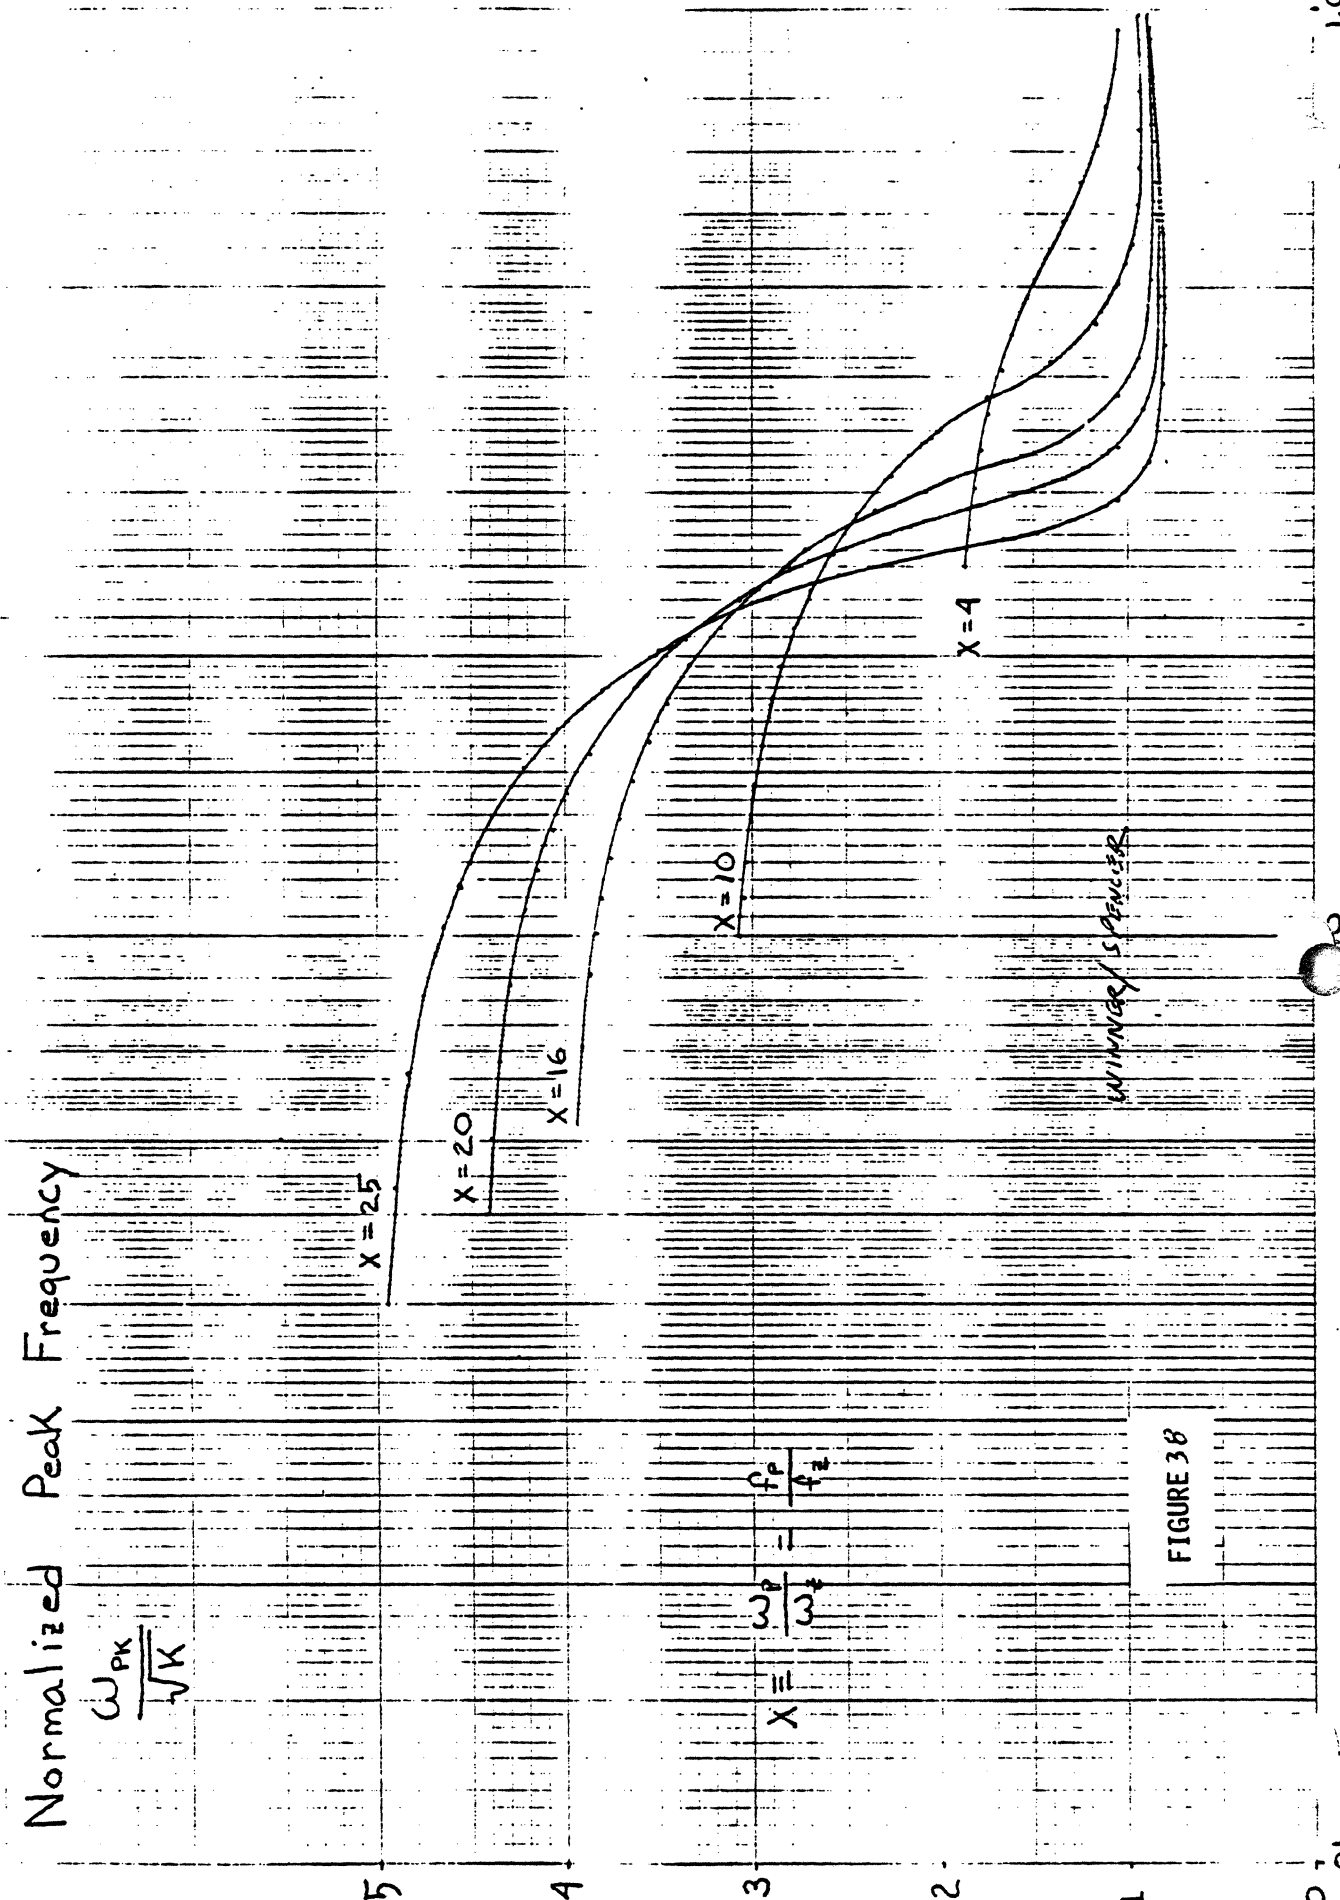 Normalized Peak Frequency
ω_PK / √K
5
4
3
2
1
0
X=25
X=20
X=16
X=10
X=4
X ≡ ω_P / ω_z = f_P / f_z
WINNER/SPENCER
FIGURE 3B